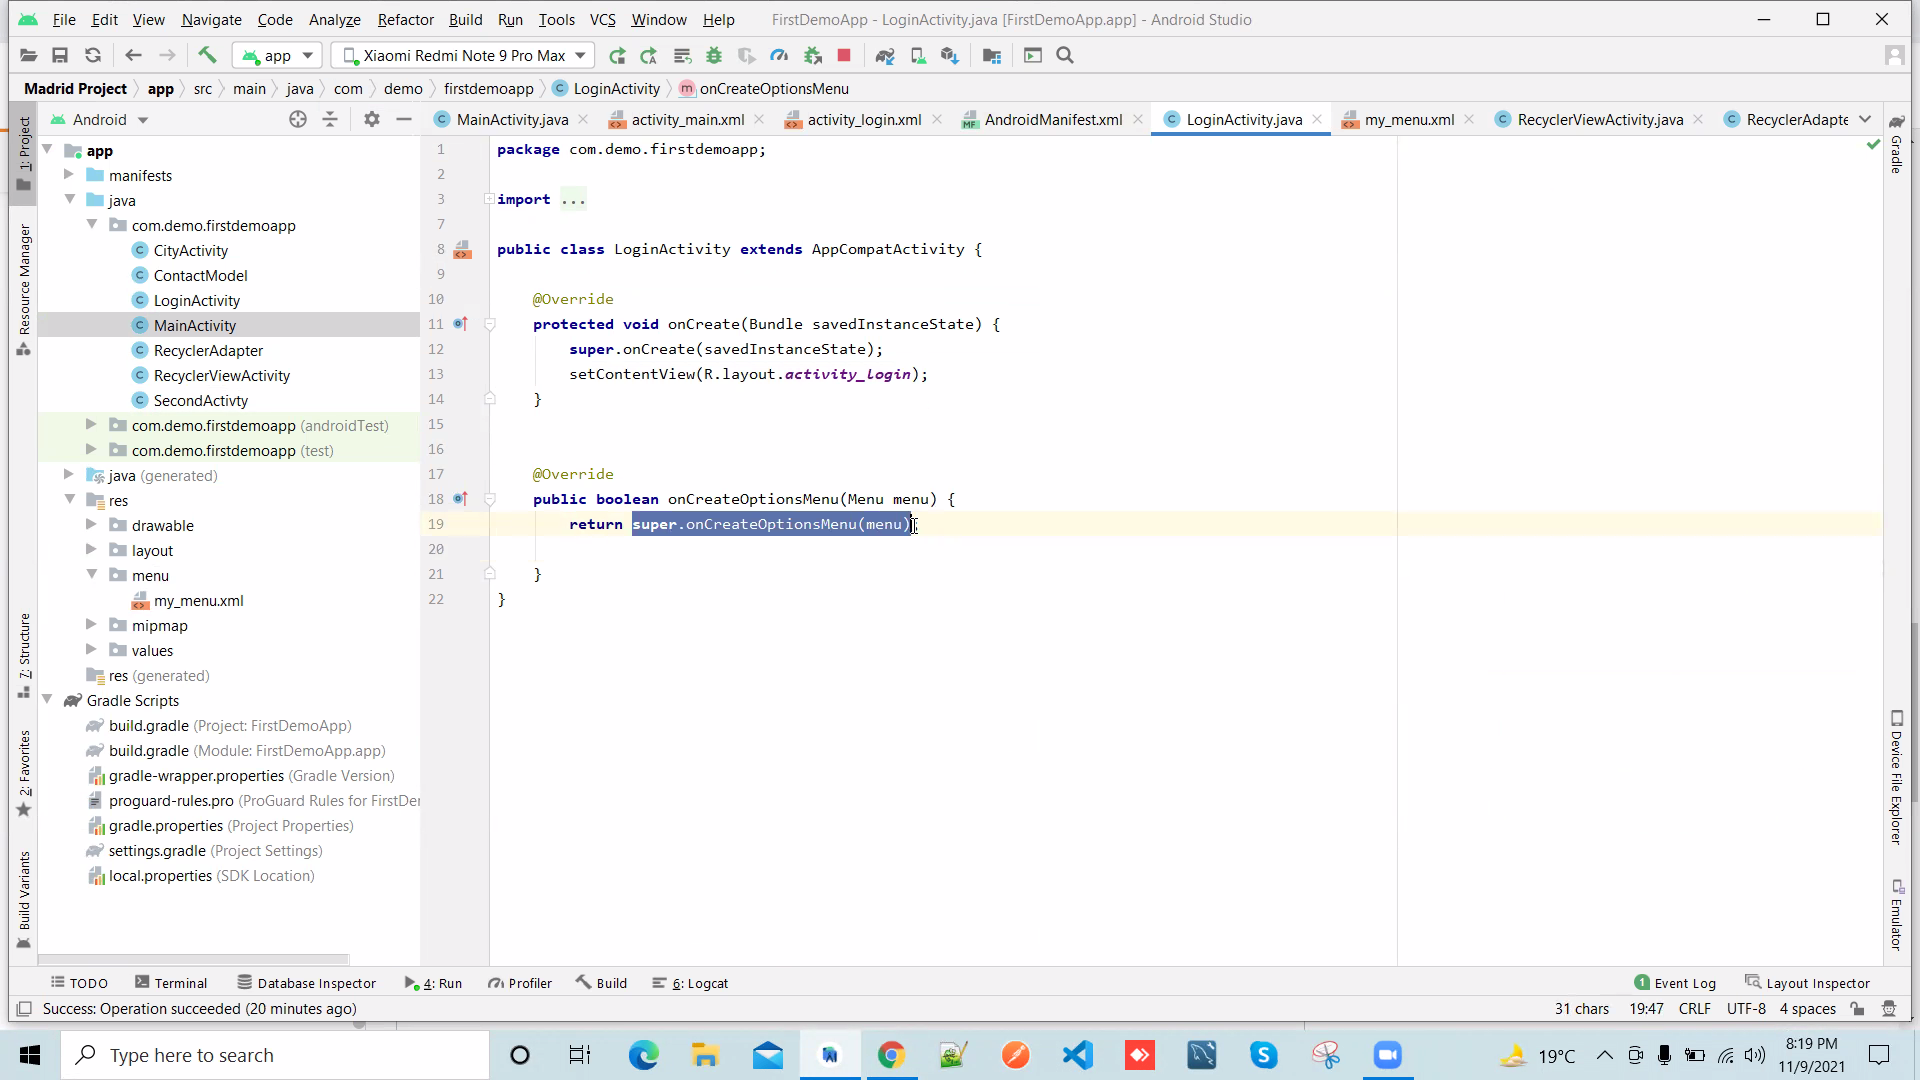 File Edit View Navigate Code Analyze Refactor Build Run Tools VCS Window Help FirstDemoApp - LoginActivity.java [FirstDemoApp.app] - Android Studio
app Xiaomi Redmi Note 9 Pro Max
Madrid Project app src main java com demo firstdemoapp LoginActivity onCreateOptionsMenu
Android
MainActivity.java activity_main.xml activity_login.xml AndroidManifest.xml LoginActivity.java my_menu.xml RecyclerViewActivity.java RecyclerAdapte
app
manifests
java
com.demo.firstdemoapp
CityActivity
ContactModel
LoginActivity
MainActivity
RecyclerAdapter
RecyclerViewActivity
SecondActivty
com.demo.firstdemoapp (androidTest)
com.demo.firstdemoapp (test)
java (generated)
res
drawable
layout
menu
my_menu.xml
mipmap
values
res (generated)
Gradle Scripts
build.gradle (Project: FirstDemoApp)
build.gradle (Module: FirstDemoApp.app)
gradle-wrapper.properties (Gradle Version)
proguard-rules.pro (ProGuard Rules for FirstDe
gradle.properties (Project Properties)
settings.gradle (Project Settings)
local.properties (SDK Location)
1 package com.demo.firstdemoapp;
2
3 import ...
7
8 public class LoginActivity extends AppCompatActivity {
9
10 @Override
11 protected void onCreate(Bundle savedInstanceState) {
12 super.onCreate(savedInstanceState);
13 setContentView(R.layout.activity_login);
14 }
15
16
17 @Override
18 public boolean onCreateOptionsMenu(Menu menu) {
19 return super.onCreateOptionsMenu(menu)
20
21 }
22 }
1: Project
Resource Manager
7: Structure
2: Favorites
Build Variants
Gradle
Device File Explorer
Emulator
TODO Terminal Database Inspector 4: Run Profiler Build 6: Logcat 1 Event Log Layout Inspector
Success: Operation succeeded (20 minutes ago) 31 chars 19:47 CRLF UTF-8 4 spaces
Type here to search 19°C 8:19 PM
11/9/2021